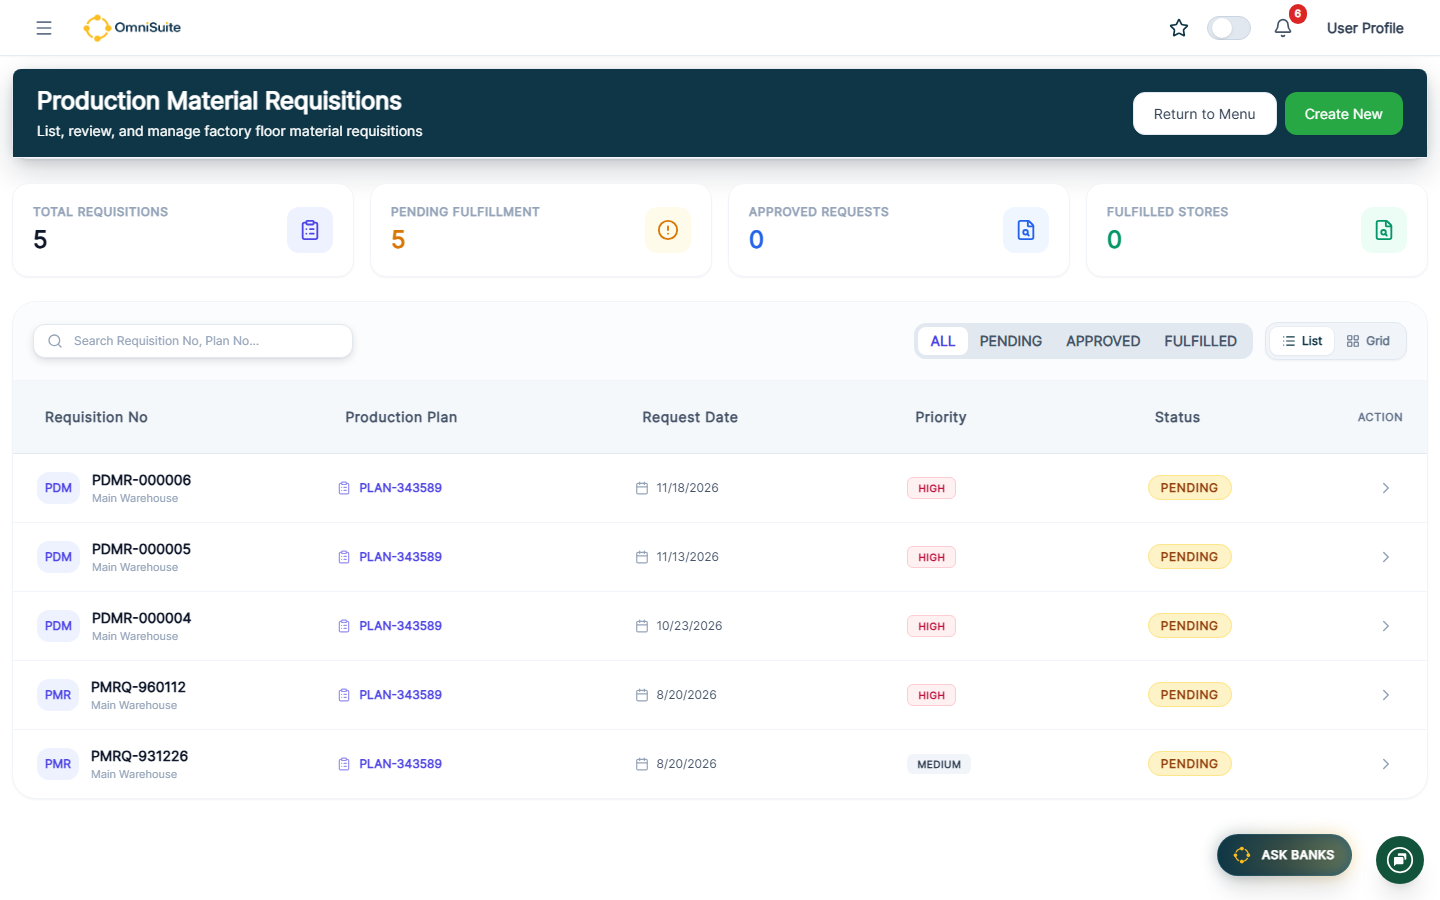 OmniSuite
6
User Profile
Production Material Requisitions
List, review, and manage factory floor material requisitions
Return to Menu
Create New
TOTAL REQUISITIONS
5
PENDING FULFILLMENT
5
APPROVED REQUESTS
0
FULFILLED STORES
0
Search Requisition No, Plan No...
ALL PENDING APPROVED FULFILLED
List Grid
Requisition No Production Plan Request Date Priority Status ACTION
PDM PDMR-000006 PLAN-343589 11/18/2026 HIGH PENDING
Main Warehouse
PDM PDMR-000005 PLAN-343589 11/13/2026 HIGH PENDING
Main Warehouse
PDM PDMR-000004 PLAN-343589 10/23/2026 HIGH PENDING
Main Warehouse
PMR PMRQ-960112 PLAN-343589 8/20/2026 HIGH PENDING
Main Warehouse
PMR PMRQ-931226 PLAN-343589 8/20/2026 MEDIUM PENDING
Main Warehouse
ASK BANKS